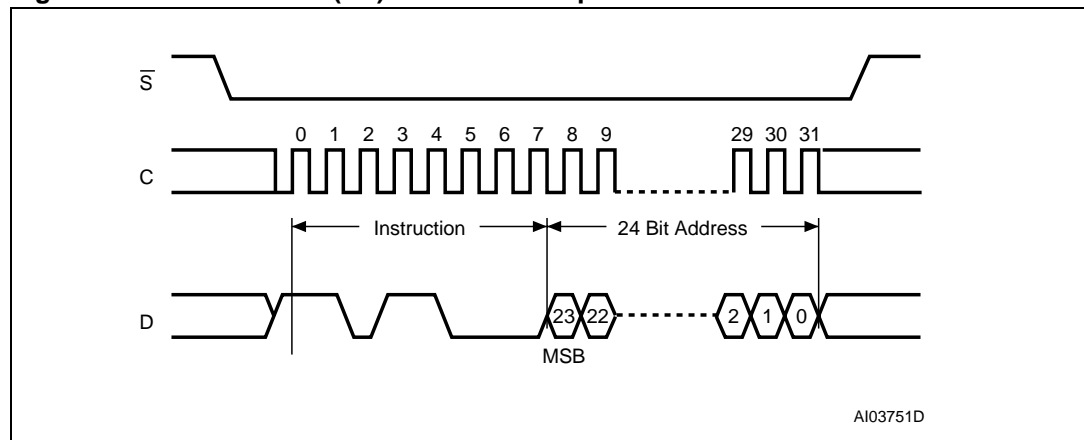 S
0 1 2 3 4 5 6 7 8 9 29 30 31
C
Instruction 24 Bit Address
D 23 22 2 1 0
MSB
AI03751D